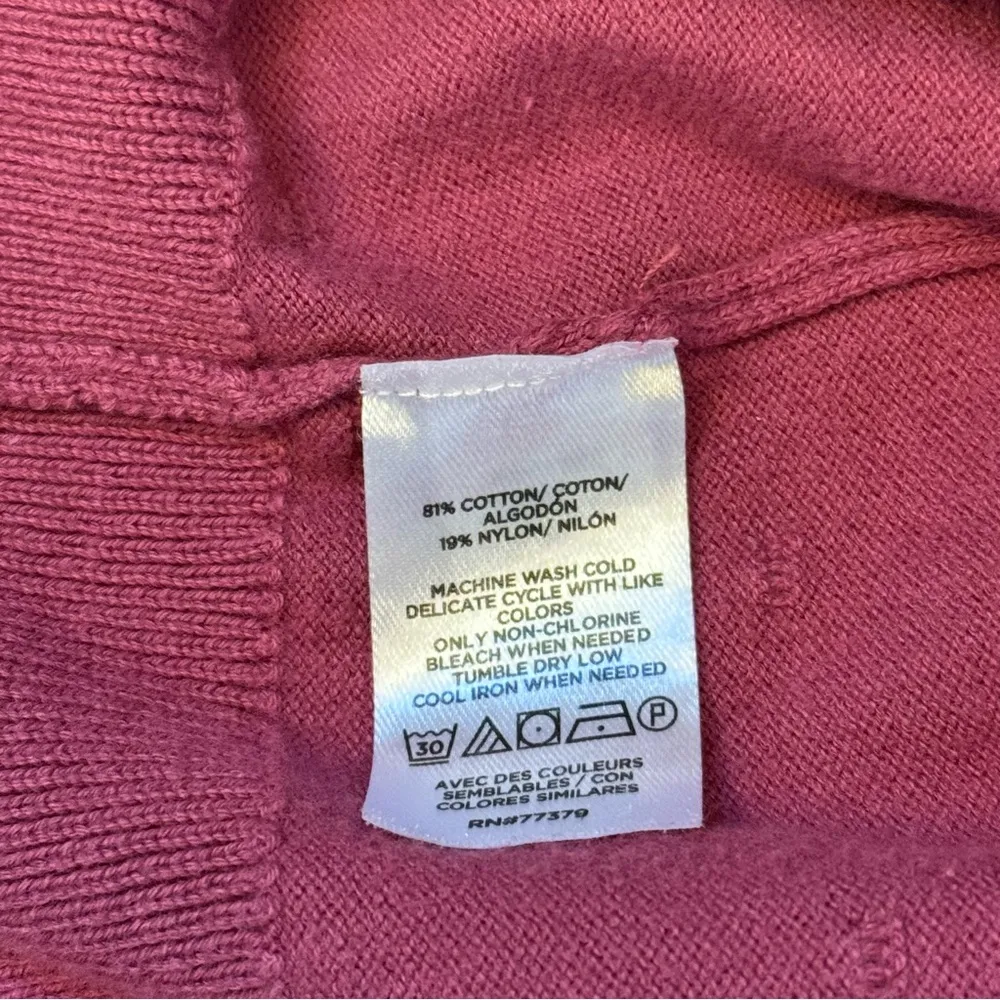 81% COTTON/ COTON/
ALGODÓN
19% NYLON/ NILÓN
MACHINE WASH COLD
DELICATE CYCLE WITH LIKE
COLORS
ONLY NON-CHLORINE
BLEACH WHEN NEEDED
TUMBLE DRY LOW
COOL IRON WHEN NEEDED
30 P
AVEC DES COULEURS
SEMBLABLES / CON
COLORES SIMILARES
RN#77379